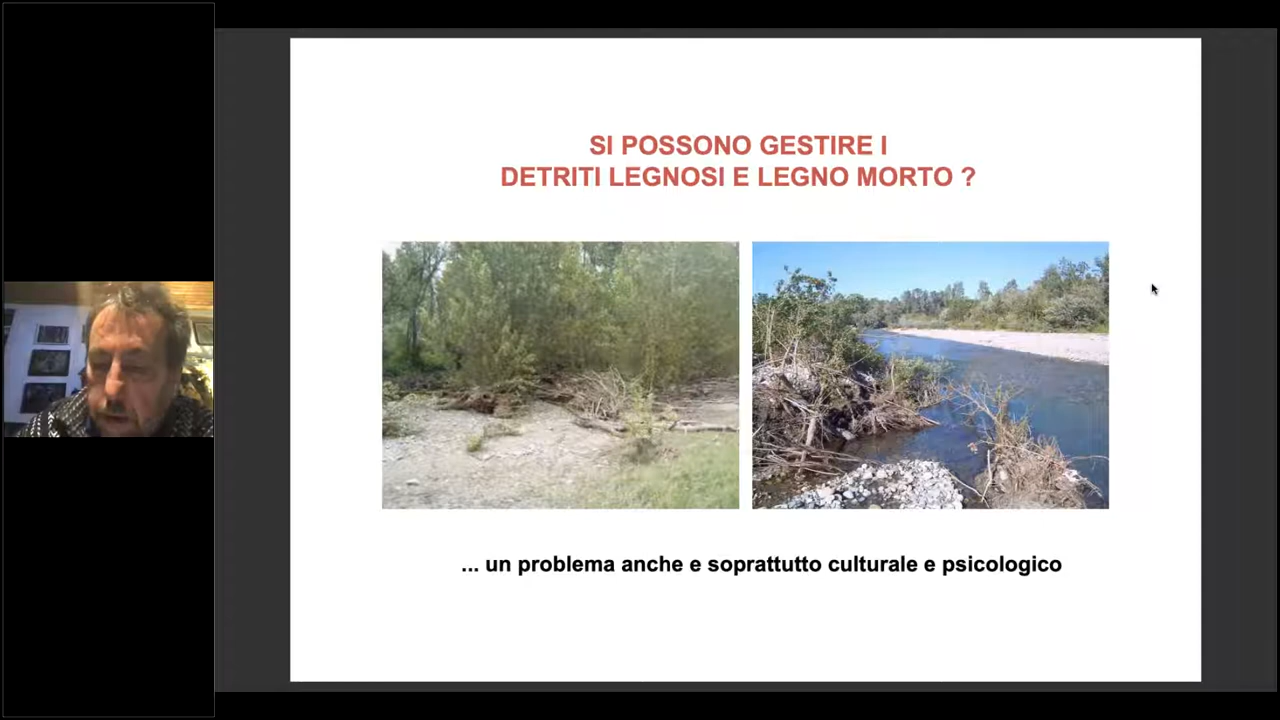 SI POSSONO GESTIRE I
DETRITI LEGNOSI E LEGNO MORTO ?
... un problema anche e soprattutto culturale e psicologico